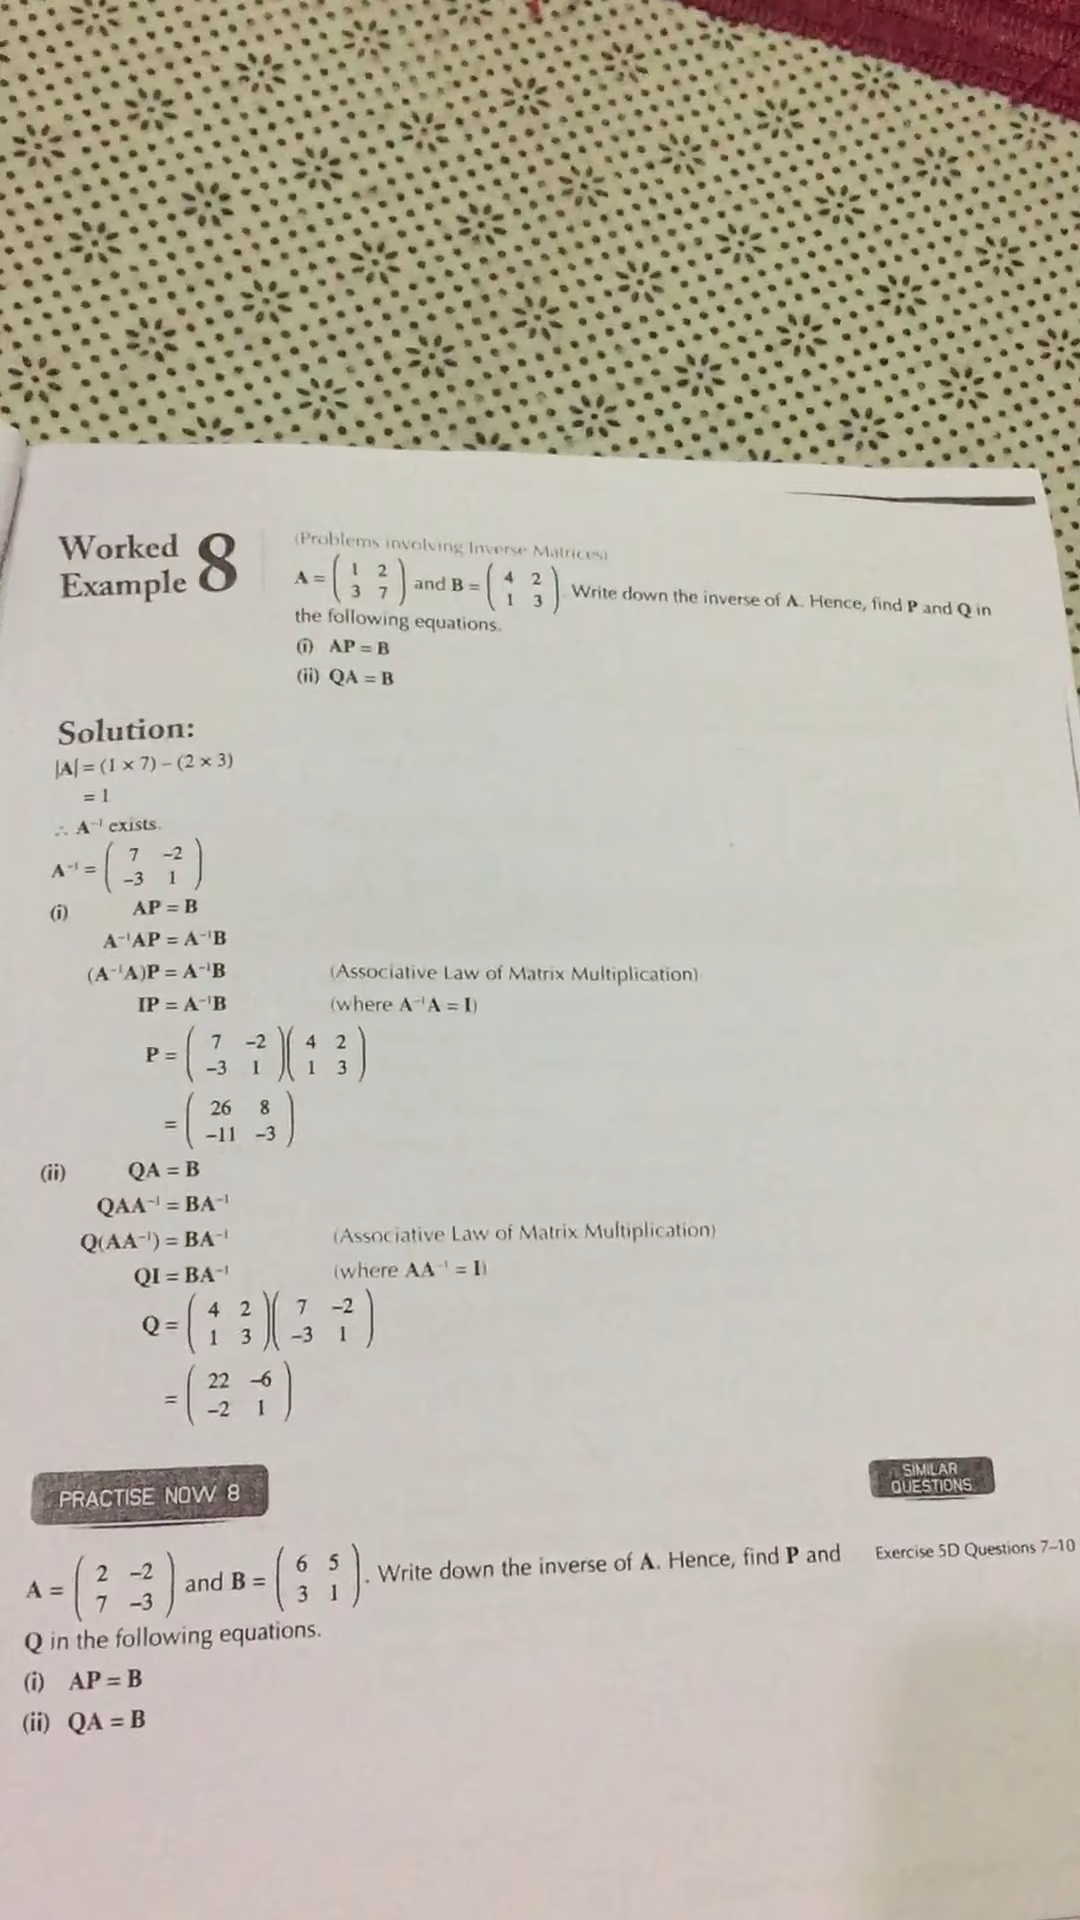 Worked
Example 8
(Problems involving Inverse Matrices)
A = ( 1 2 / 3 7 ) and B = ( 4 2 / 1 3 ). Write down the inverse of A. Hence, find P and Q in
the following equations.
(i) AP = B
(ii) QA = B
Solution:
|A| = (1 × 7) – (2 × 3)
= 1
∴ A⁻¹ exists.
A⁻¹ = ( 7 –2 / –3 1 )
(i) AP = B
A⁻¹AP = A⁻¹B
(A⁻¹A)P = A⁻¹B (Associative Law of Matrix Multiplication)
IP = A⁻¹B (where A⁻¹A = I)
P = ( 7 –2 / –3 1 )( 4 2 / 1 3 )
= ( 26 8 / –11 –3 )
(ii) QA = B
QAA⁻¹ = BA⁻¹
Q(AA⁻¹) = BA⁻¹ (Associative Law of Matrix Multiplication)
QI = BA⁻¹ (where AA⁻¹ = I)
Q = ( 4 2 / 1 3 )( 7 –2 / –3 1 )
= ( 22 –6 / –2 1 )
PRACTISE NOW 8
SIMILAR
QUESTIONS
A = ( 2 –2 / 7 –3 ) and B = ( 6 5 / 3 1 ). Write down the inverse of A. Hence, find P and
Exercise 5D Questions 7–10
Q in the following equations.
(i) AP = B
(ii) QA = B